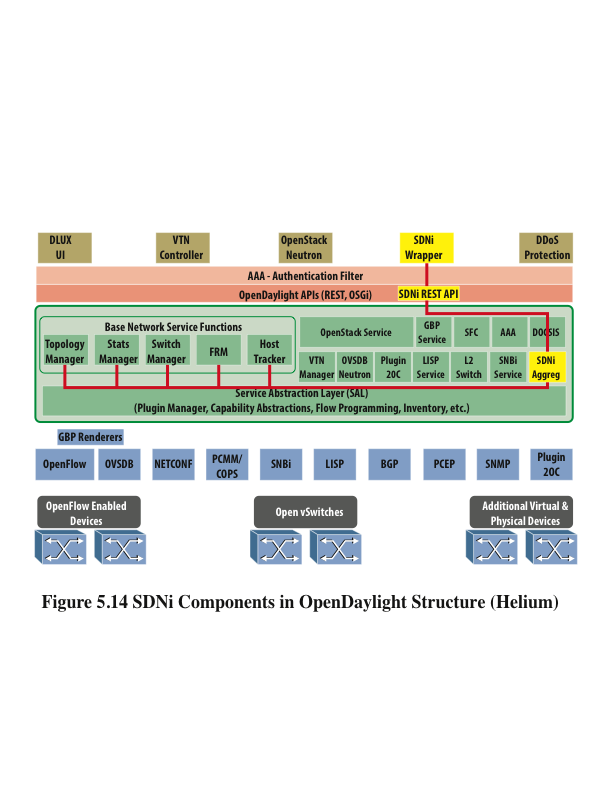 DLUX
UI
VTN
Controller
OpenStack
Neutron
SDNi
Wrapper
DDoS
Protection
AAA - Authentication Filter
OpenDaylight APIs (REST, OSGi)
SDNi REST API
Base Network Service Functions
Topology
Manager
Stats
Manager
Switch
Manager
FRM
Host
Tracker
OpenStack Service
GBP
Service
SFC
AAA
DOCSIS
VTN
Manager
OVSDB
Neutron
Plugin
20C
LISP
Service
L2
Switch
SNBi
Service
SDNi
Aggreg
Service Abstraction Layer (SAL)
(Plugin Manager, Capability Abstractions, Flow Programming, Inventory, etc.)
GBP Renderers
OpenFlow
OVSDB
NETCONF
PCMM/
COPS
SNBi
LISP
BGP
PCEP
SNMP
Plugin
20C
OpenFlow Enabled
Devices
Open vSwitches
Additional Virtual &
Physical Devices
Figure 5.14 SDNi Components in OpenDaylight Structure (Helium)